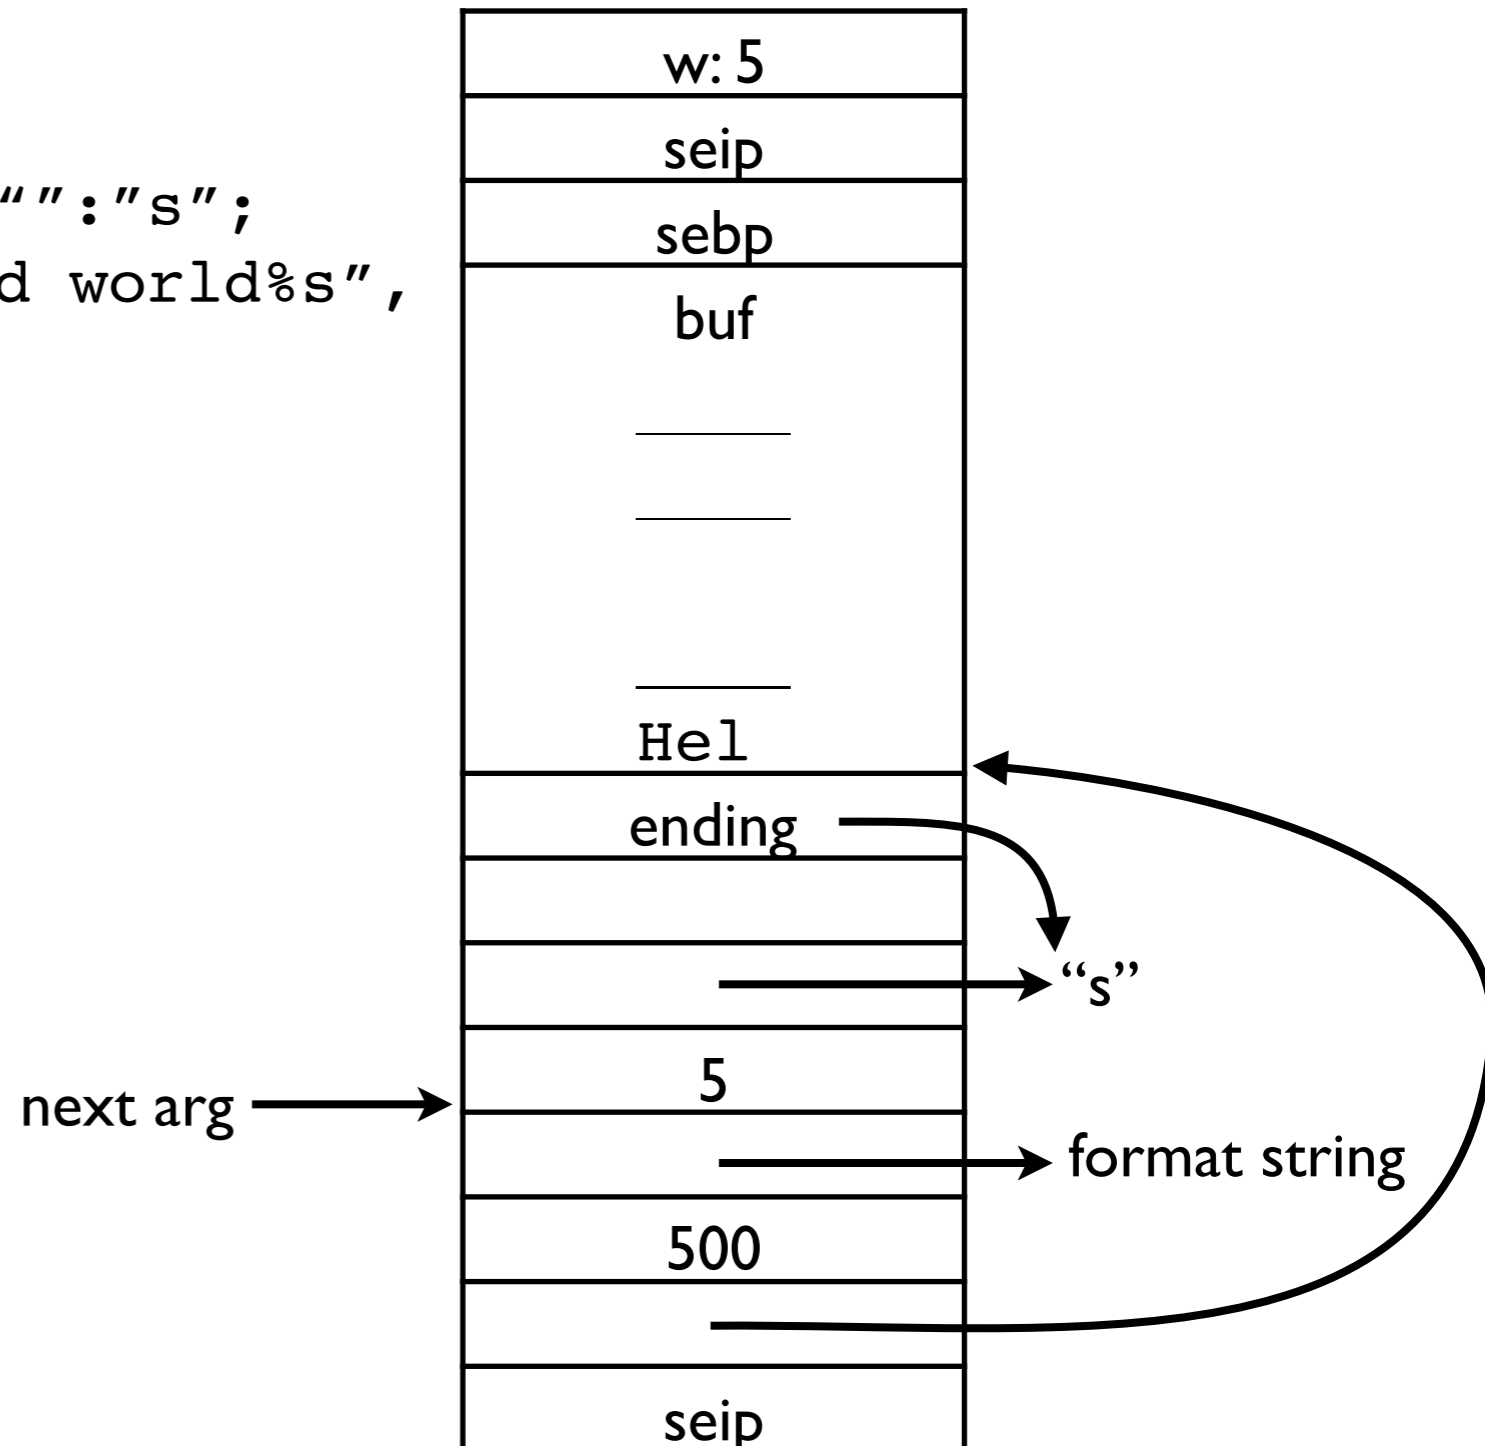 w: 5
seip
“”:”s”;
sebp
d world%s”,
buf
Hel
ending
“s”
5
next arg
format string
500
seip